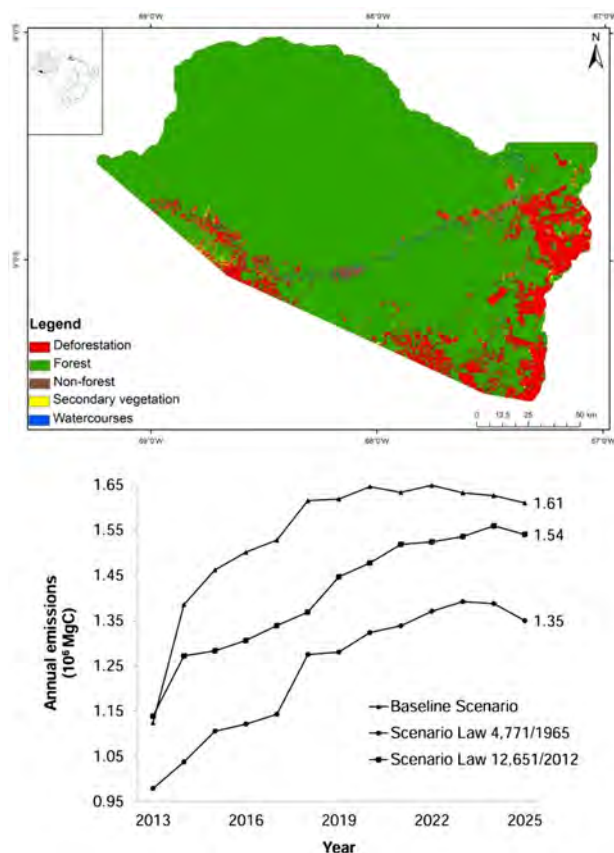 69°0'W 68°0'W 67°0'W
N
9°0'S
Legend
Deforestation
Forest
Non-forest
Secondary vegetation
Watercourses
0 12.5 25 50 km
69°0'W 68°0'W 67°0'W
1.65
1.55
1.45
1.35
1.25
1.15
1.05
0.95
Annual emissions
(10⁶ MgC)
1.61
1.54
1.35
Baseline Scenario
Scenario Law 4,771/1965
Scenario Law 12,651/2012
2013 2016 2019 2022 2025
Year